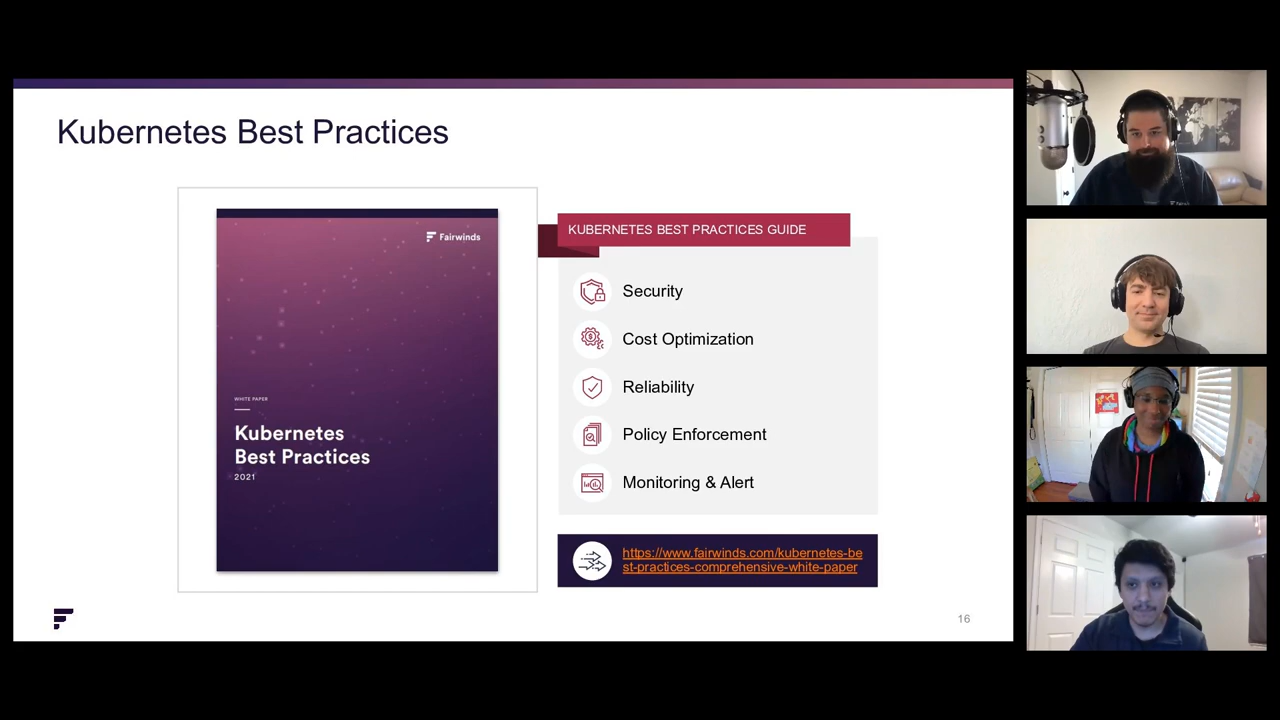 Kubernetes Best Practices
Fairwinds
WHITE PAPER
Kubernetes
Best Practices
2021
KUBERNETES BEST PRACTICES GUIDE
Security
Cost Optimization
Reliability
Policy Enforcement
Monitoring & Alert
https://www.fairwinds.com/kubernetes-be
st-practices-comprehensive-white-paper
16